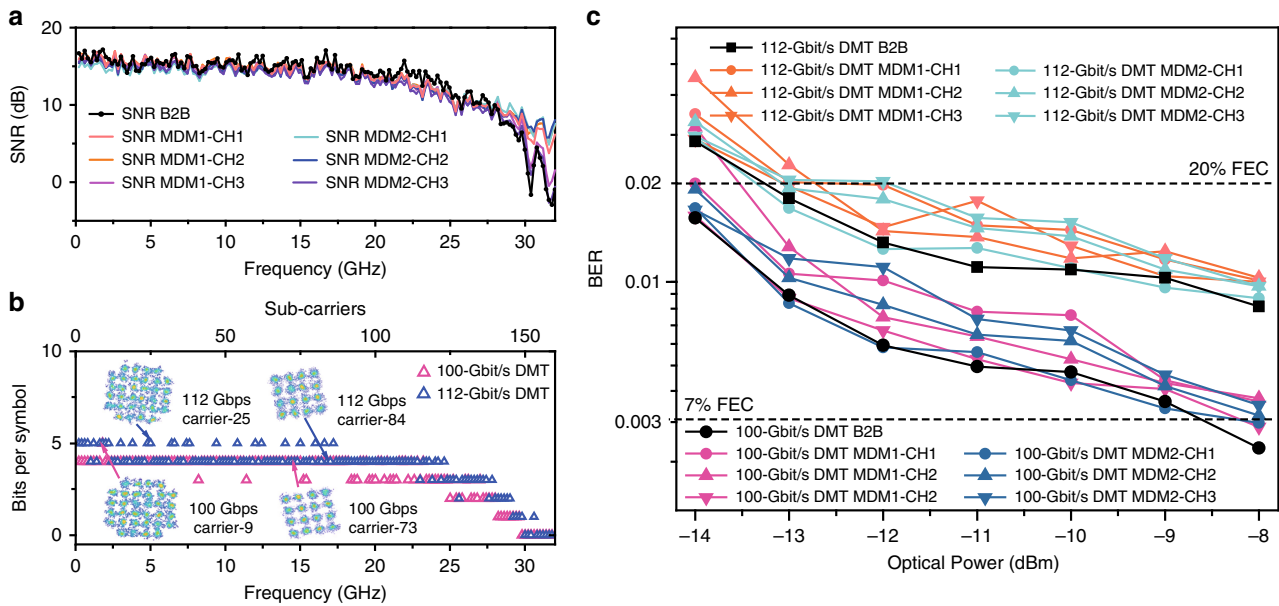 a
20
10
0
SNR (dB)
SNR B2B
SNR MDM1-CH1
SNR MDM2-CH1
SNR MDM1-CH2
SNR MDM2-CH2
SNR MDM1-CH3
SNR MDM2-CH3
0 5 10 15 20 25 30
Frequency (GHz)
b
Sub-carriers
0 50 100 150
10
5
0
Bits per symbol
100-Gbit/s DMT
112-Gbit/s DMT
112 Gbps
carrier-25
112 Gbps
carrier-84
100 Gbps
carrier-9
100 Gbps
carrier-73
0 5 10 15 20 25 30
Frequency (GHz)
c
112-Gbit/s DMT B2B
112-Gbit/s DMT MDM1-CH1
112-Gbit/s DMT MDM2-CH1
112-Gbit/s DMT MDM1-CH2
112-Gbit/s DMT MDM2-CH2
112-Gbit/s DMT MDM1-CH3
112-Gbit/s DMT MDM2-CH3
20% FEC
0.02
0.01
0.003
BER
7% FEC
100-Gbit/s DMT B2B
100-Gbit/s DMT MDM1-CH1
100-Gbit/s DMT MDM2-CH1
100-Gbit/s DMT MDM1-CH2
100-Gbit/s DMT MDM2-CH2
100-Gbit/s DMT MDM1-CH2
100-Gbit/s DMT MDM2-CH3
−14 −13 −12 −11 −10 −9 −8
Optical Power (dBm)